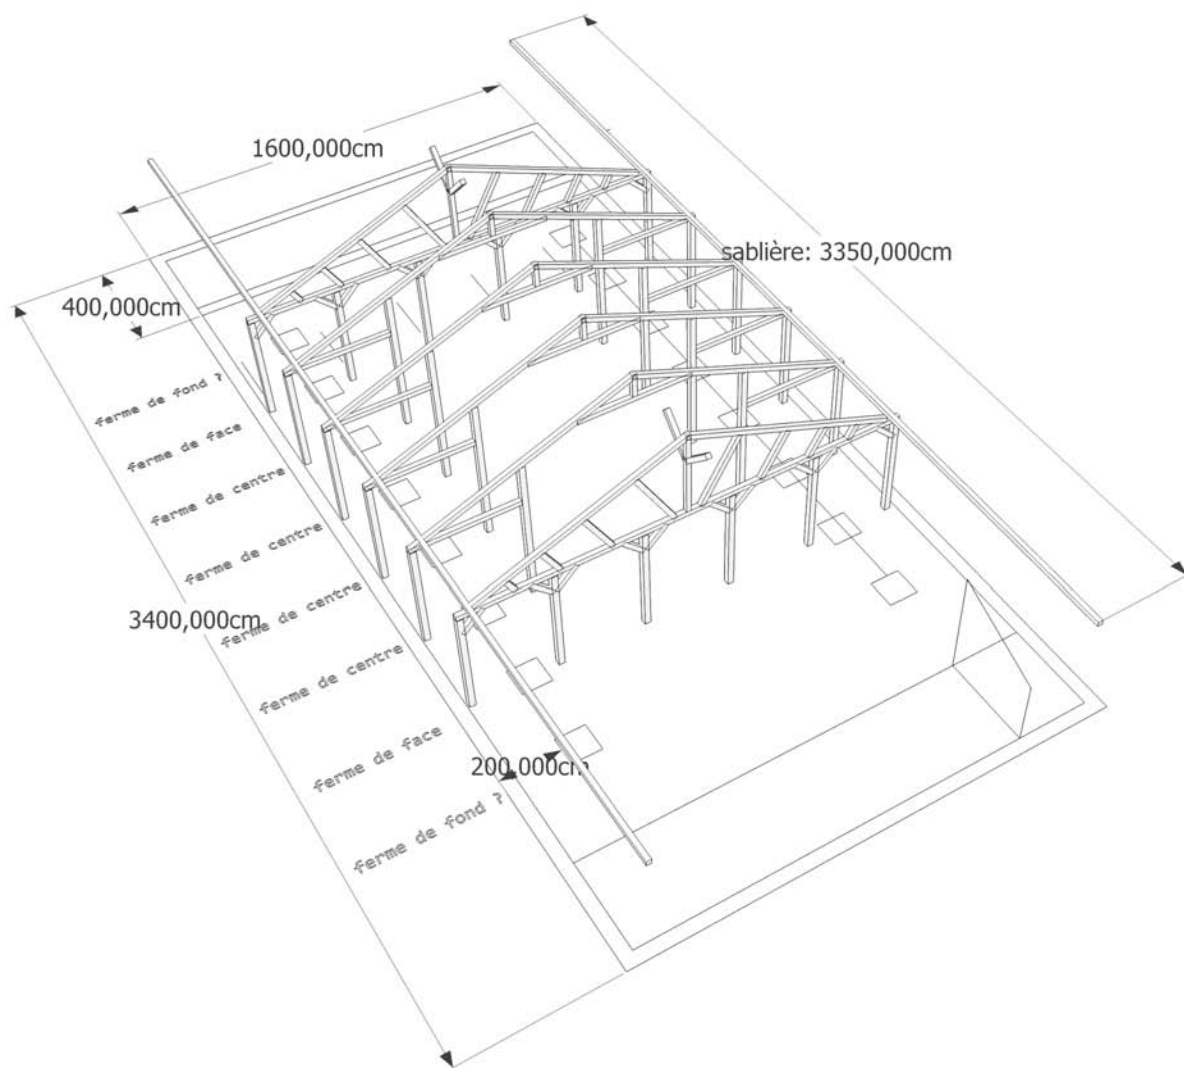 1600,000cm
sablière: 3350,000cm
400,000cm
ferme de fond ?
ferme de face
ferme de centre
ferme de centre
3400,000cm
ferme de centre
ferme de centre
ferme de face
200,000cm
ferme de fond ?